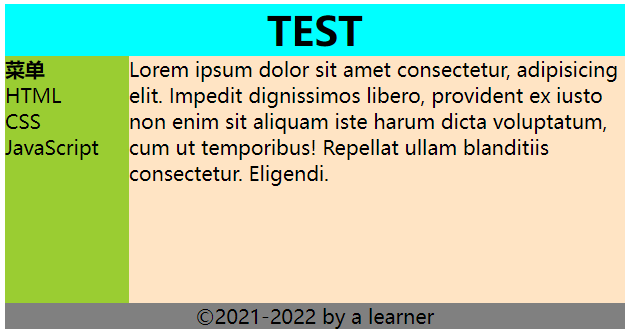 TEST
菜单
HTML
CSS
JavaScript
Lorem ipsum dolor sit amet consectetur, adipisicing
elit. Impedit dignissimos libero, provident ex iusto
non enim sit aliquam iste harum dicta voluptatum,
cum ut temporibus! Repellat ullam blanditiis
consectetur. Eligendi.
©2021-2022 by a learner